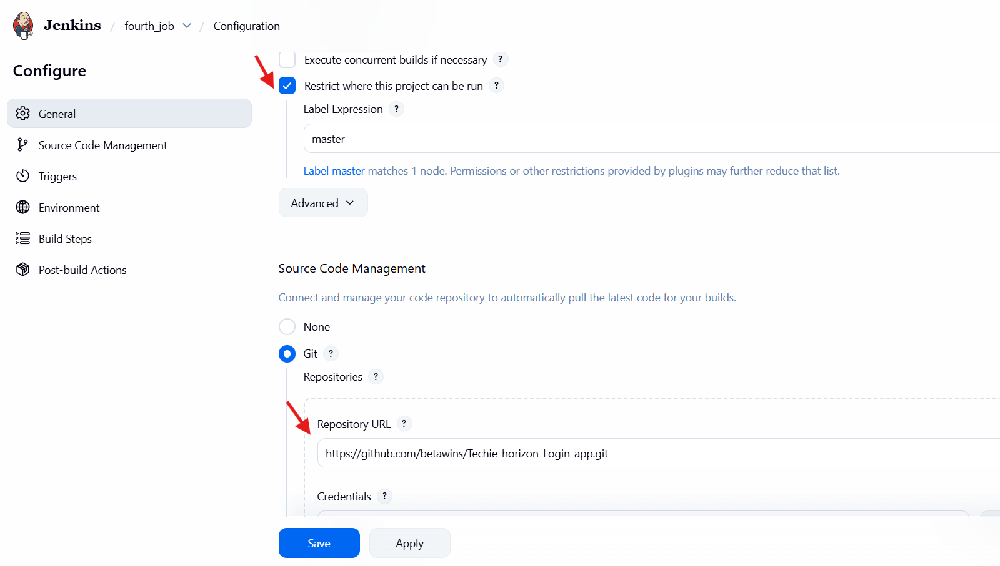 Jenkins / fourth_job / Configuration
Configure
General
Source Code Management
Triggers
Environment
Build Steps
Post-build Actions
Execute concurrent builds if necessary ?
Restrict where this project can be run ?
Label Expression ?
master
Label master matches 1 node. Permissions or other restrictions provided by plugins may further reduce that list.
Advanced
Source Code Management
Connect and manage your code repository to automatically pull the latest code for your builds.
None
Git ?
Repositories ?
Repository URL ?
https://github.com/betawins/Techie_horizon_Login_app.git
Credentials ?
Save
Apply